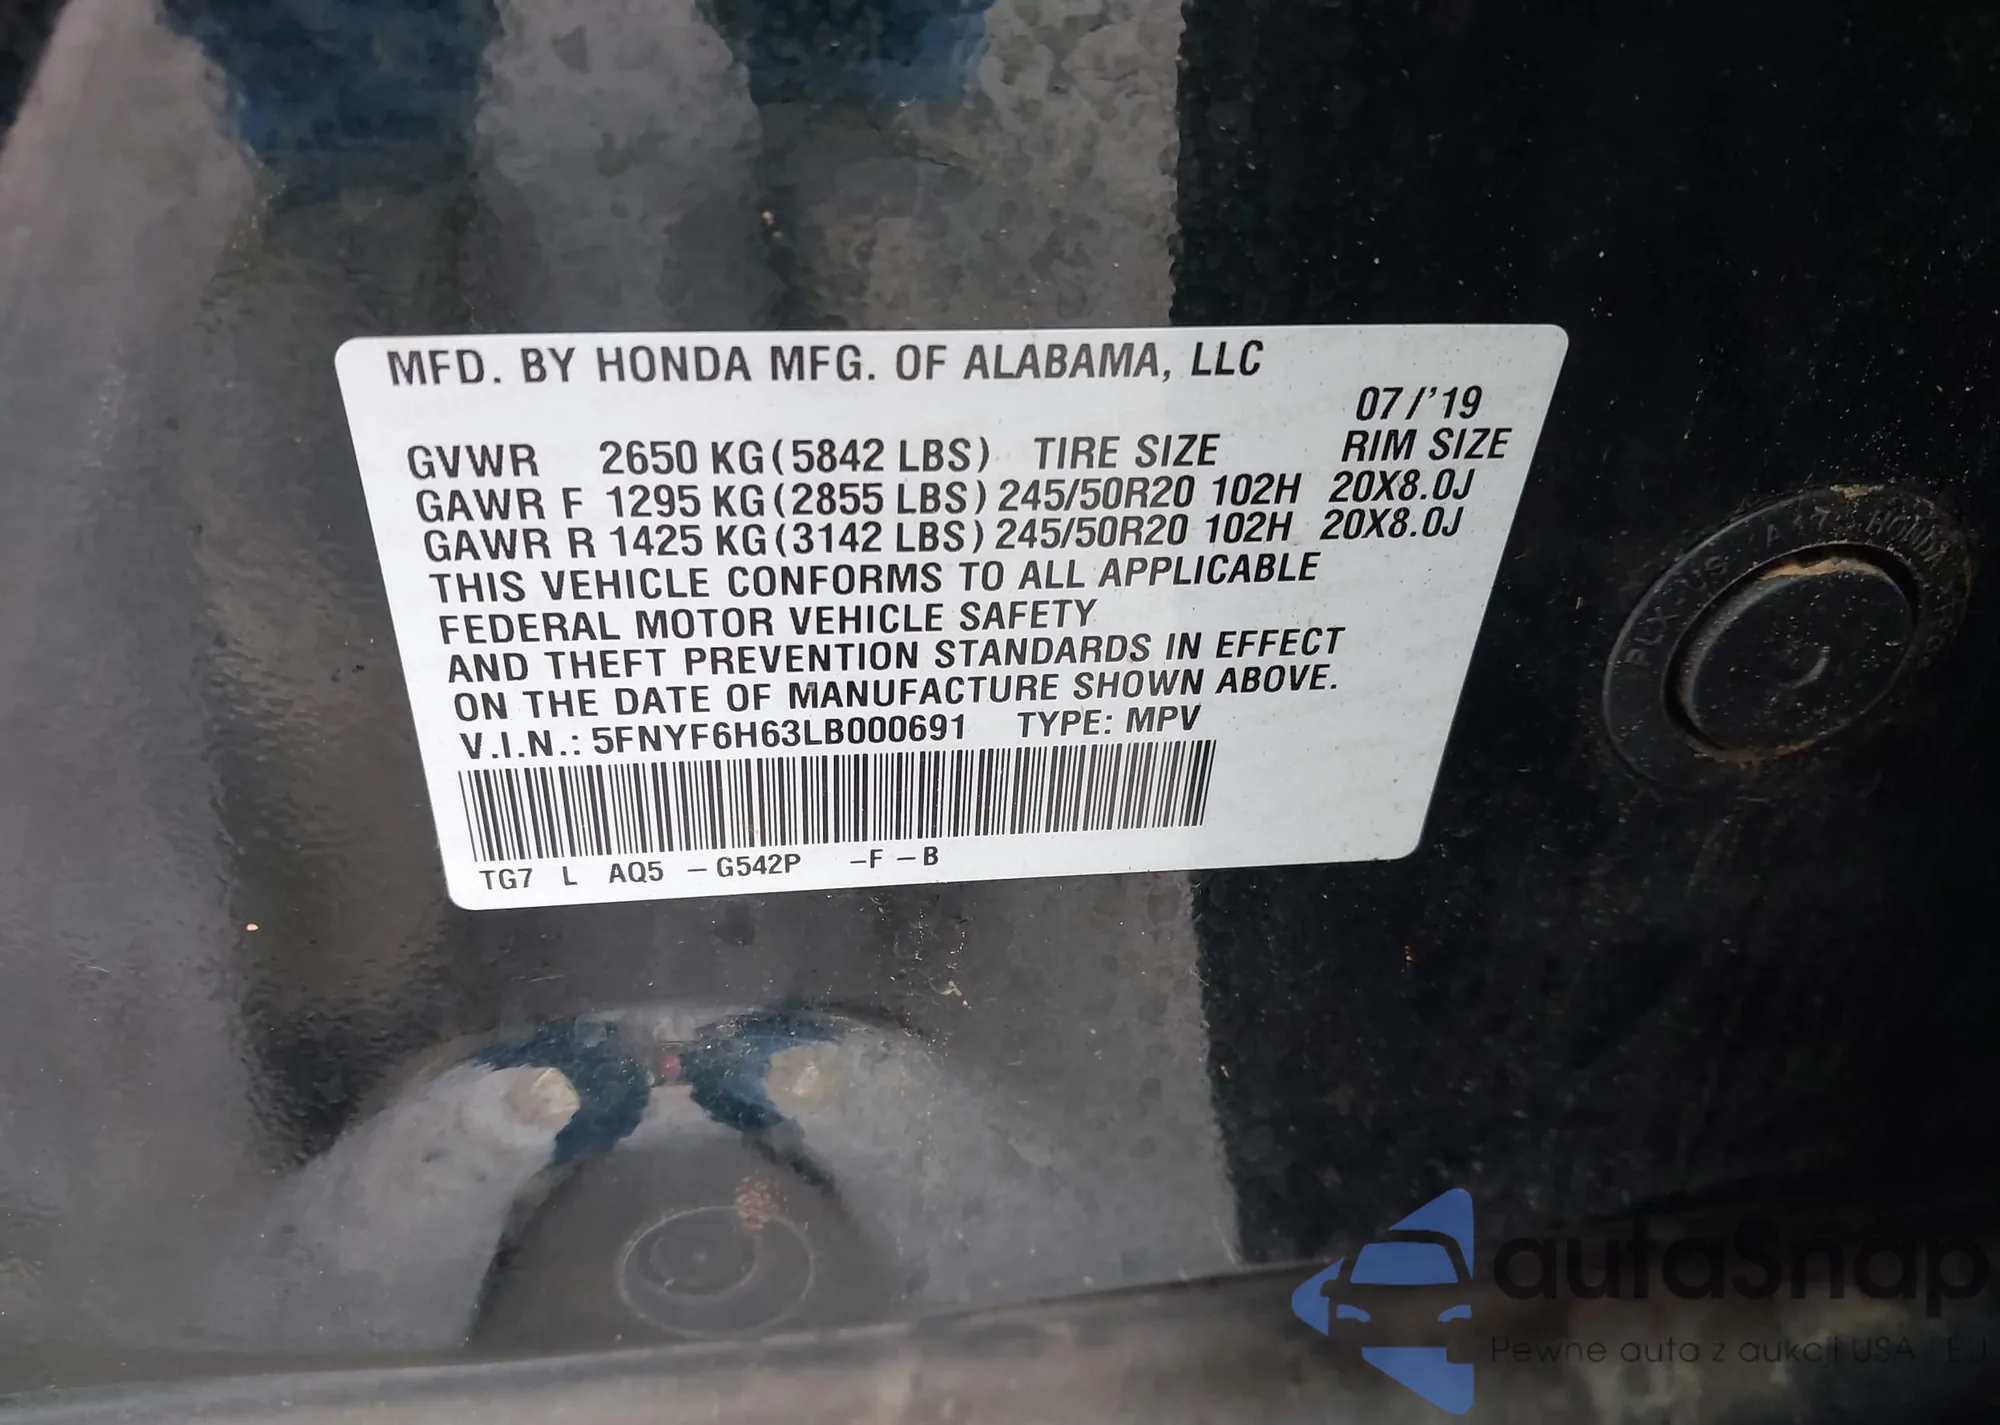 MFD. BY HONDA MFG. OF ALABAMA, LLC
07/'19
GVWR 2650 KG (5842 LBS) TIRE SIZE RIM SIZE
GAWR F 1295 KG (2855 LBS) 245/50R20 102H 20X8.0J
GAWR R 1425 KG (3142 LBS) 245/50R20 102H 20X8.0J
THIS VEHICLE CONFORMS TO ALL APPLICABLE
FEDERAL MOTOR VEHICLE SAFETY
AND THEFT PREVENTION STANDARDS IN EFFECT
ON THE DATE OF MANUFACTURE SHOWN ABOVE.
V.I.N.: 5FNYF6H63LB000691 TYPE: MPV
TG7 L AQ5 -G542P -F -B
HONDA
autaSnap
Pewne auta z aukcji USA